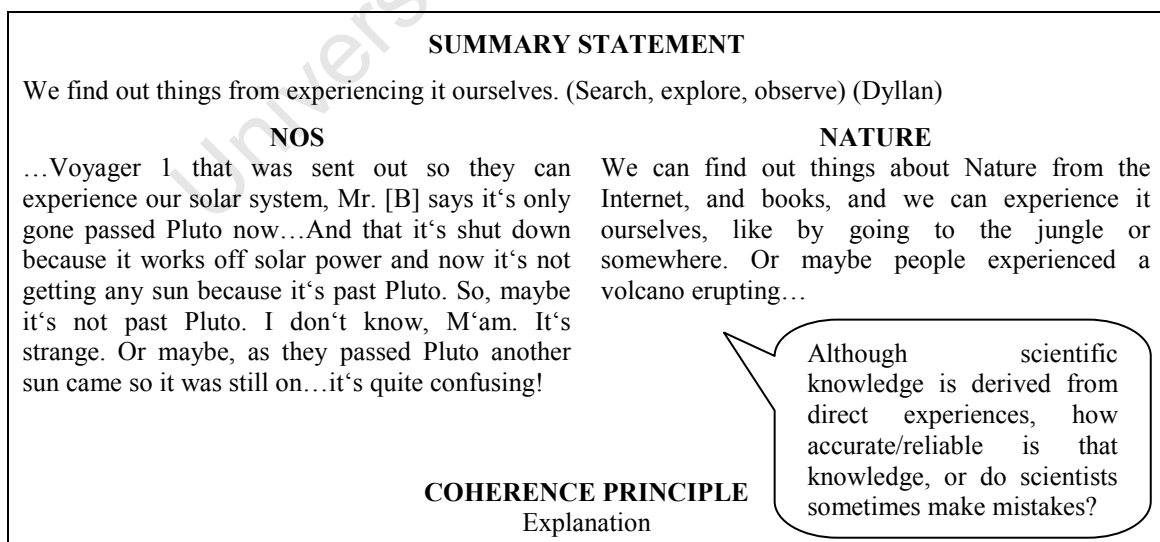 SUMMARY STATEMENT
We find out things from experiencing it ourselves. (Search, explore, observe) (Dyllan)
NOS
…Voyager 1 that was sent out so they can
experience our solar system, Mr. [B] says it‘s only
gone passed Pluto now…And that it‘s shut down
because it works off solar power and now it‘s not
getting any sun because it‘s past Pluto. So, maybe
it‘s not past Pluto. I don‘t know, M‘am. It‘s
strange. Or maybe, as they passed Pluto another
sun came so it was still on…it‘s quite confusing!
NATURE
We can find out things about Nature from the
Internet, and books, and we can experience it
ourselves, like by going to the jungle or
somewhere. Or maybe people experienced a
volcano erupting…
Although scientific
knowledge is derived from
direct experiences, how
accurate/reliable is that
knowledge, or do scientists
sometimes make mistakes?
COHERENCE PRINCIPLE
Explanation
Univers